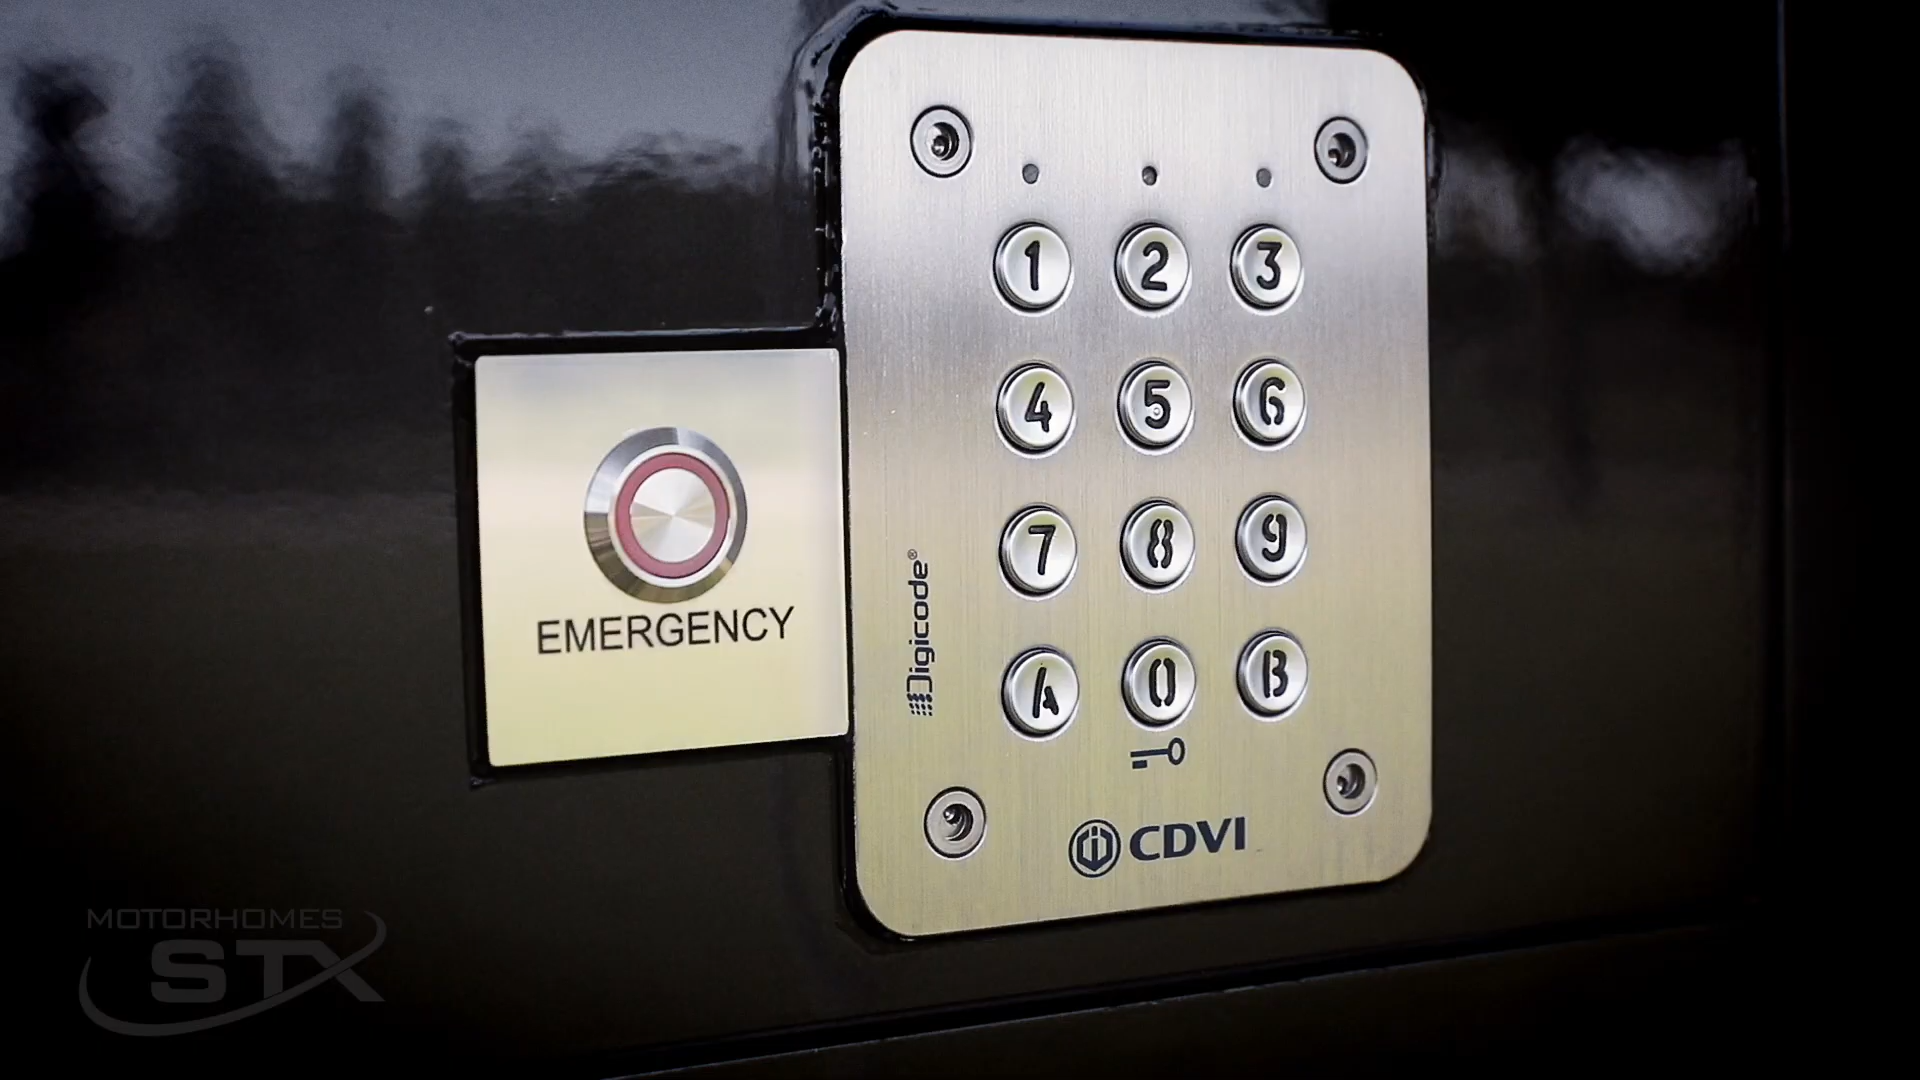 1 2 3
4 5 6
7 8 9
A 0 B
Digicode®
EMERGENCY
CDVI
MOTORHOMES
STX